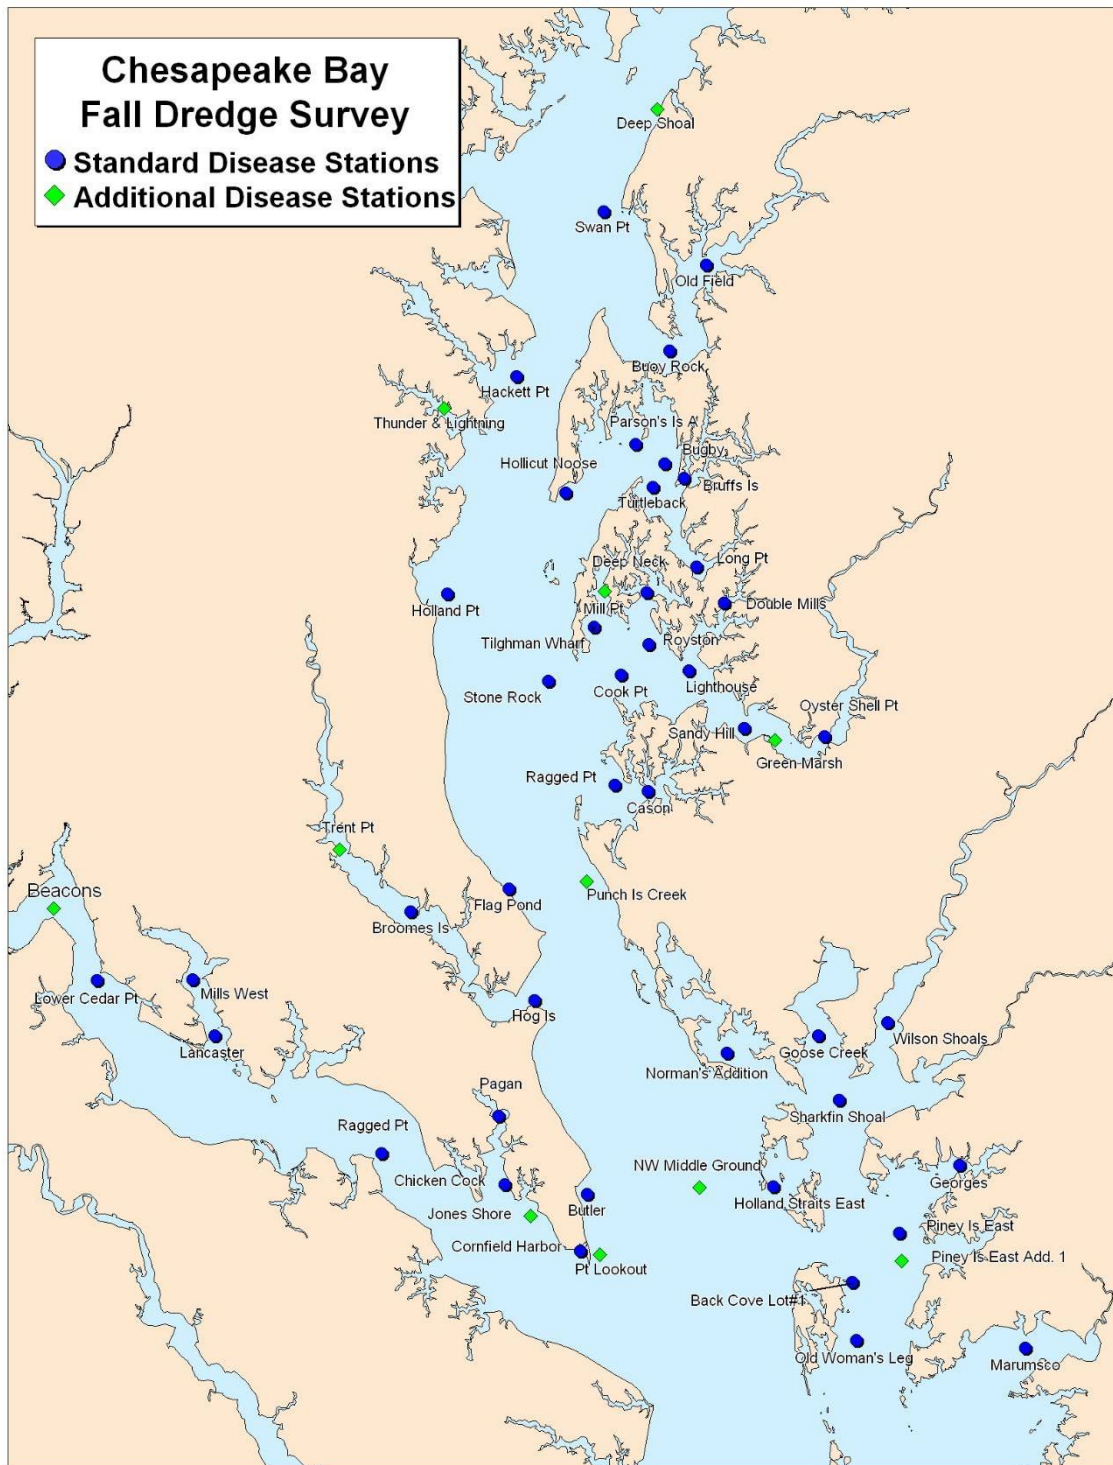 Chesapeake Bay
Fall Dredge Survey
Standard Disease Stations
Additional Disease Stations
Deep Shoal
Swan Pt
Old Field
Buoy Rock
Hackett Pt
Thunder & Lightning
Parson's Is A
Bugby
Hollicut Noose
Bruffs Is
Turtleback
Deep Neck
Long Pt
Holland Pt
Mill Pt
Double Mills
Tilghman Wharf
Royston
Stone Rock
Cook Pt
Lighthouse
Oyster Shell Pt
Sandy Hill
Green Marsh
Ragged Pt
Cason
Trent Pt
Beacons
Flag Pond
Punch Is Creek
Broomes Is
Lower Cedar Pt
Mills West
Hog Is
Lancaster
Wilson Shoals
Goose Creek
Norman's Addition
Pagan
Sharkfin Shoal
Ragged Pt
NW Middle Ground
Chicken Cock
Georges
Butler
Holland Straits East
Jones Shore
Piney Is East
Cornfield Harbor
Pt Lookout
Piney Is East Add. 1
Back Cove Lot#1
Old Woman's Leg
Marumsco